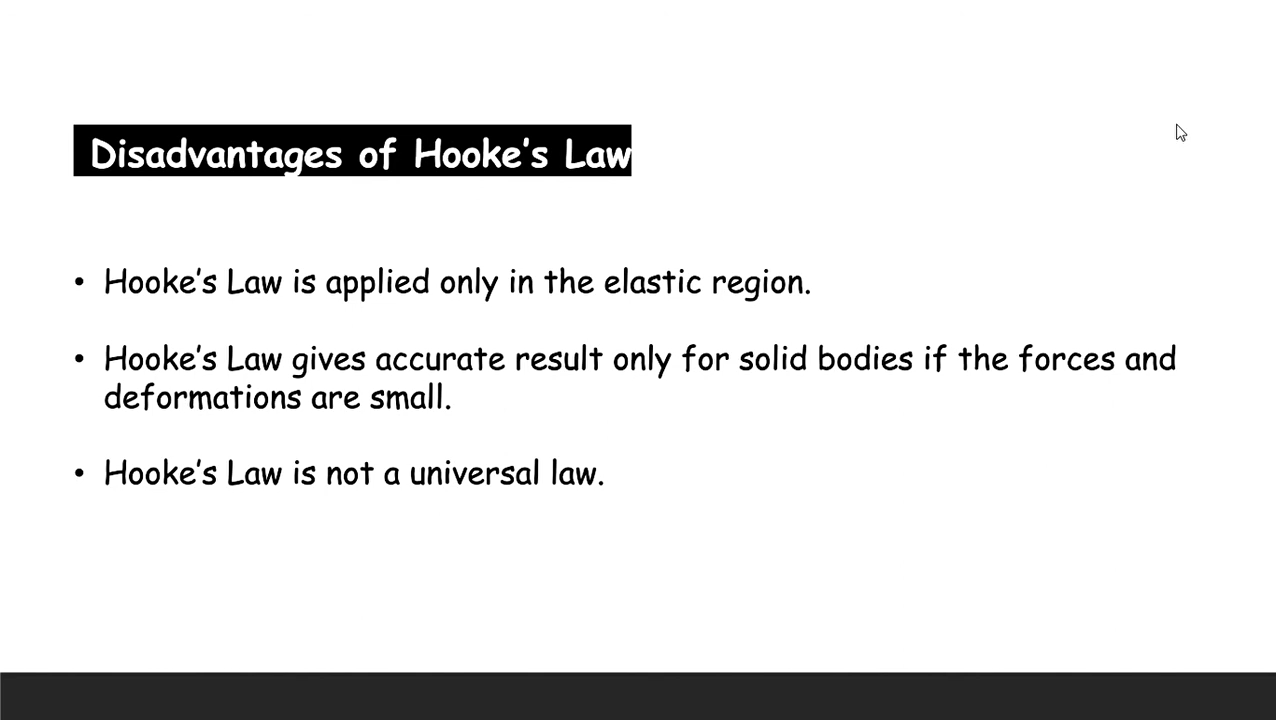 Disadvantages of Hooke's Law
• Hooke's Law is applied only in the elastic region.
• Hooke's Law gives accurate result only for solid bodies if the forces and
deformations are small.
• Hooke's Law is not a universal law.